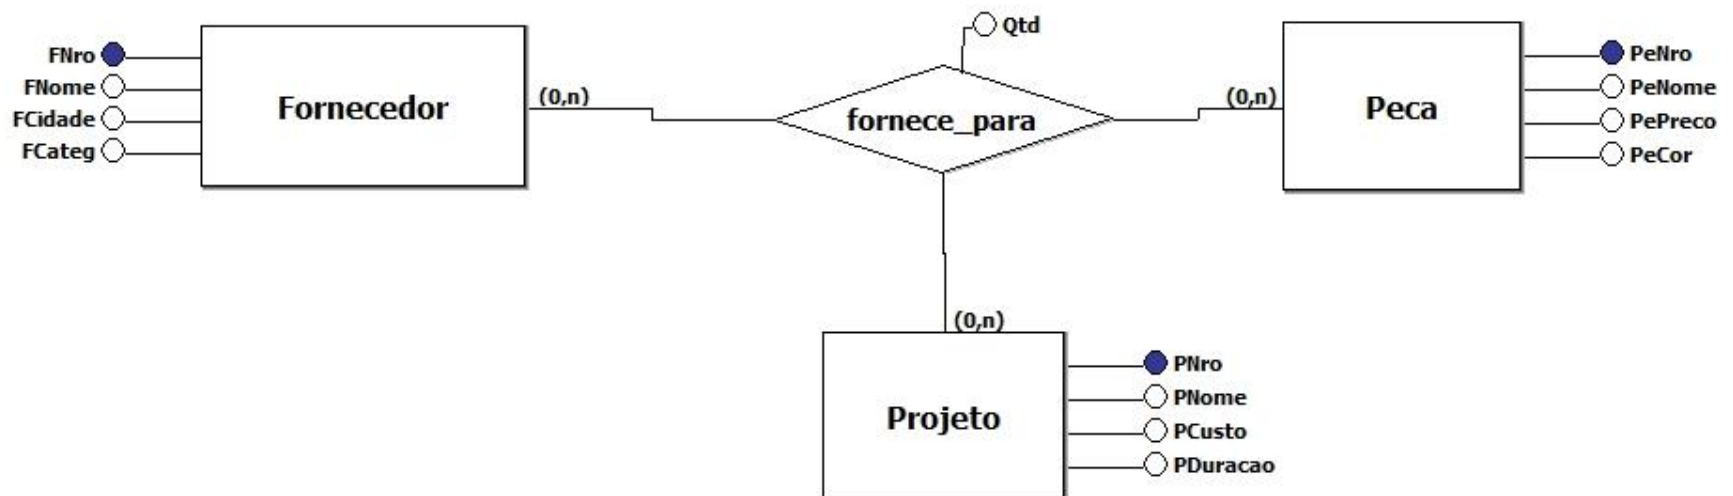 FNro
FNome
FCidade
FCateg
Fornecedor
(0,n)
Qtd
fornece_para
(0,n)
Peca
PeNro
PeNome
PePreco
PeCor
(0,n)
Projeto
PNro
PNome
PCusto
PDuracao